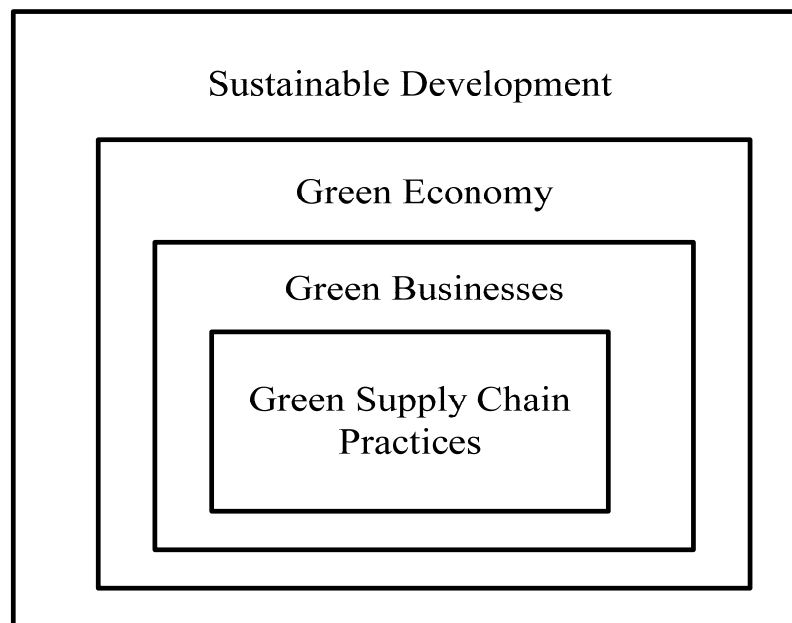 Sustainable Development
Green Economy
Green Businesses
Green Supply Chain
Practices